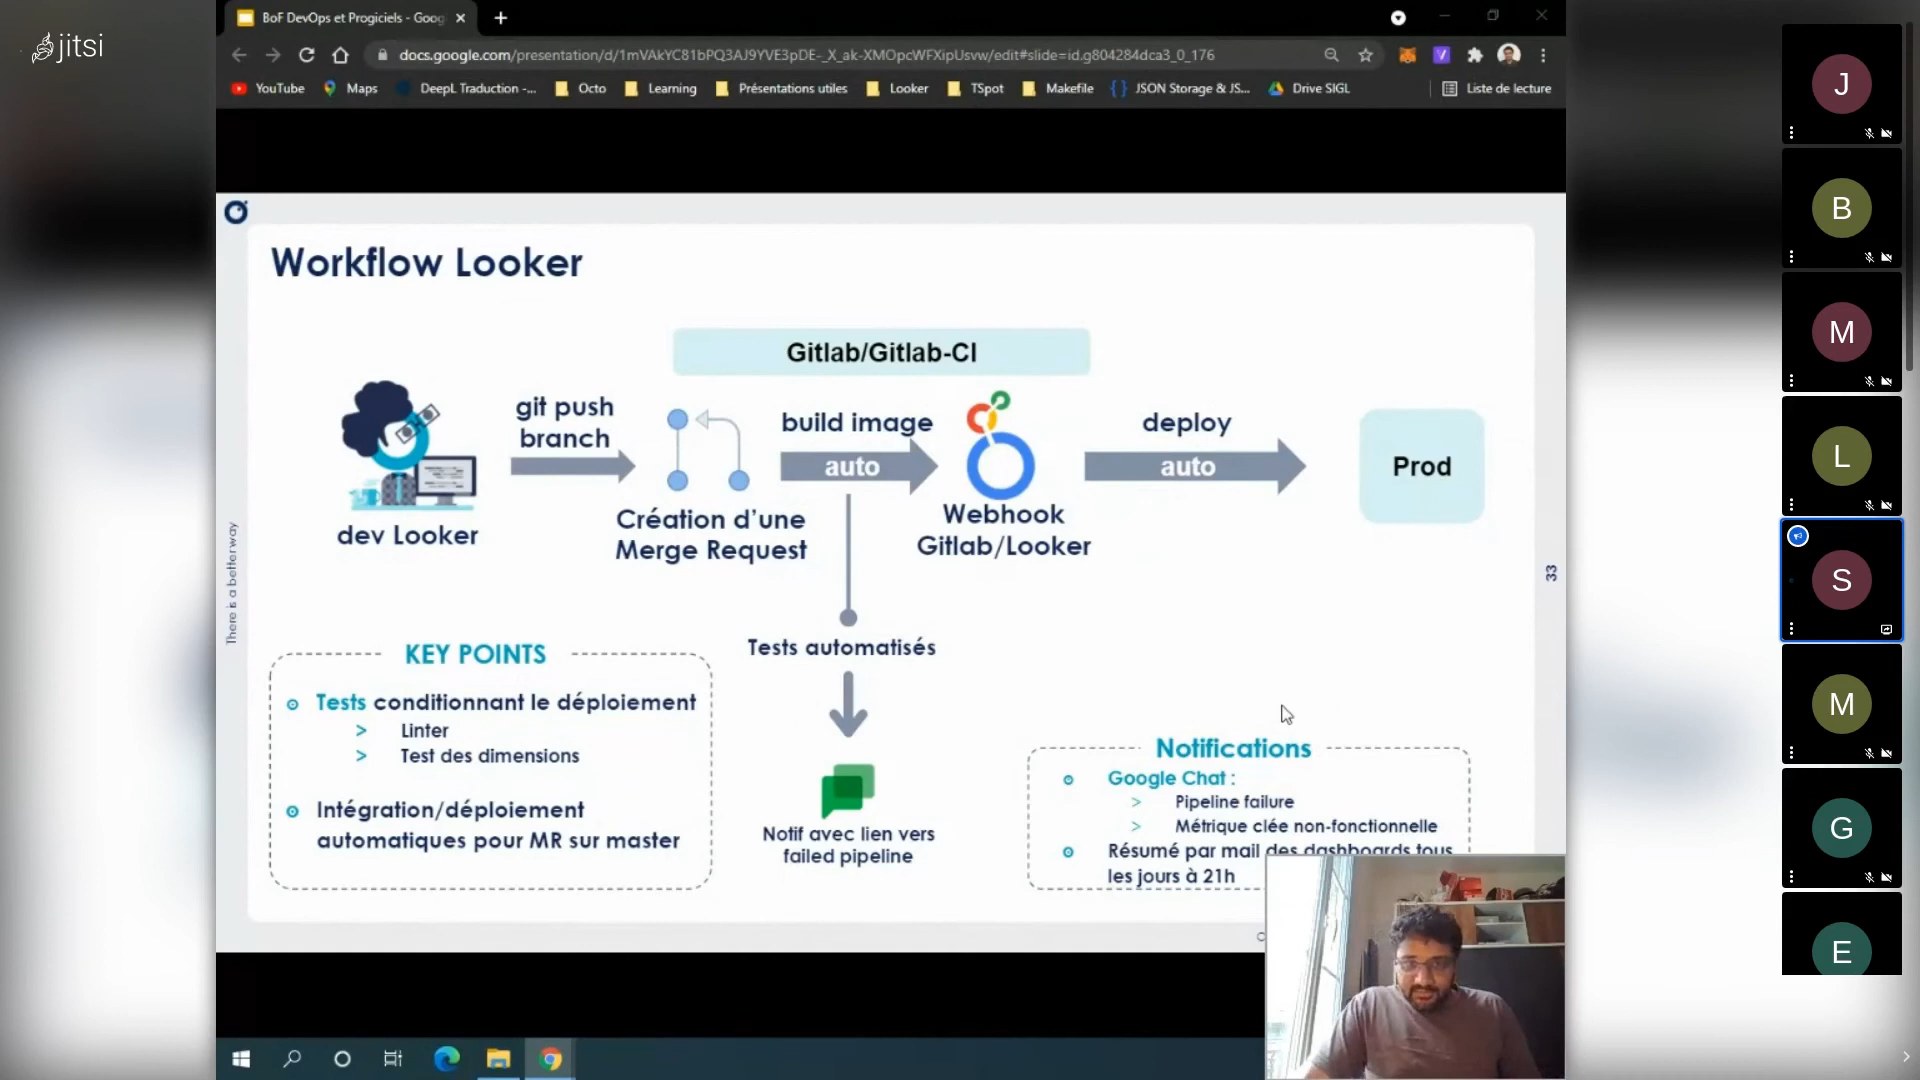 jitsi
BoF DevOps et Progiciels - Goog
docs.google.com/presentation/d/1mVAkYC81bPQ3AJ9YVE3pDE-_X_ak-XMOpcWFXipUsvw/edit#slide=id.g804284dca3_0_176
YouTube Maps DeepL Traduction -... Octo Learning Présentations utiles Looker TSpot Makefile JSON Storage & JS... Drive SIGL Liste de lecture
Workflow Looker
Gitlab/Gitlab-CI
git push
branch
build image
auto
deploy
auto
Prod
dev Looker
Création d'une
Merge Request
Webhook
Gitlab/Looker
There is a better way
33
Tests automatisés
KEY POINTS
Tests conditionnant le déploiement
> Linter
> Test des dimensions
Intégration/déploiement
automatiques pour MR sur master
Notif avec lien vers
failed pipeline
Notifications
Google Chat :
> Pipeline failure
> Métrique clée non-fonctionnelle
Résumé par mail des dashboards tous
les jours à 21h
J
B
M
L
S
M
G
E